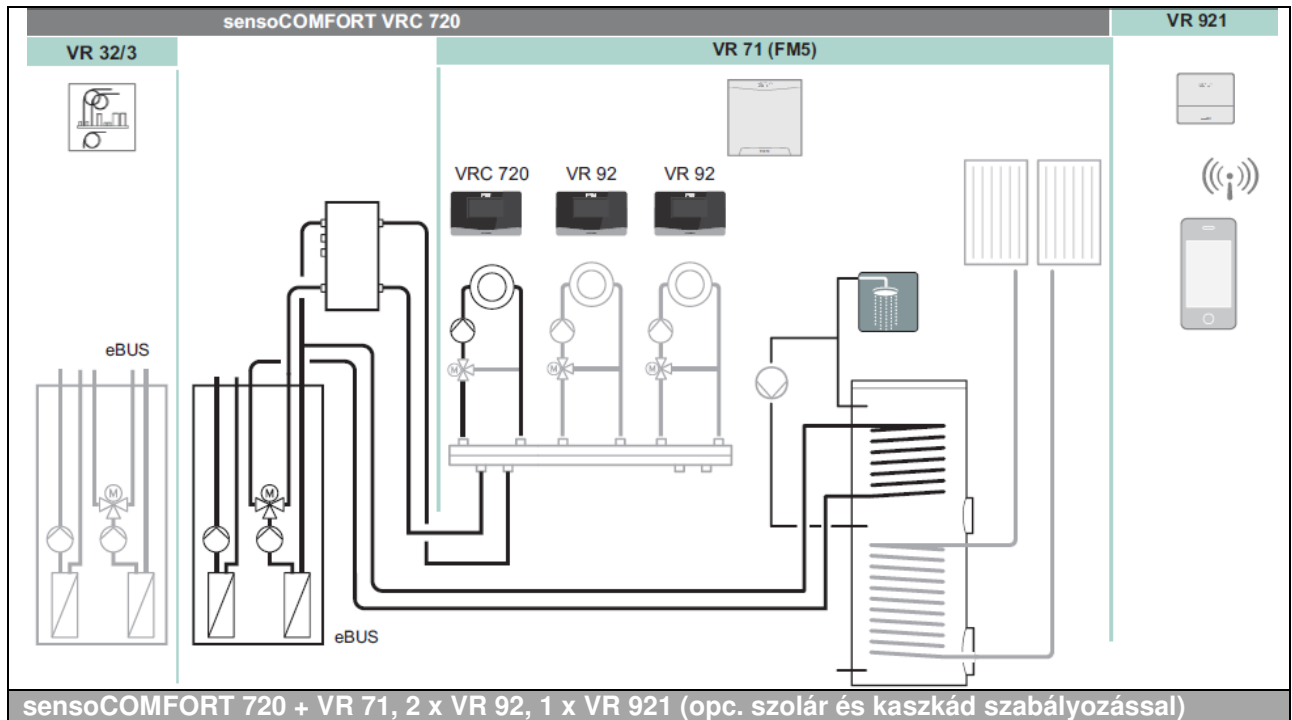 sensoCOMFORT VRC 720
VR 921
VR 32/3
VR 71 (FM5)
VRC 720
VR 92
VR 92
eBUS
M
M
M
M
M
eBUS
sensoCOMFORT 720 + VR 71, 2 x VR 92, 1 x VR 921 (opc. szolár és kaszkád szabályozással)